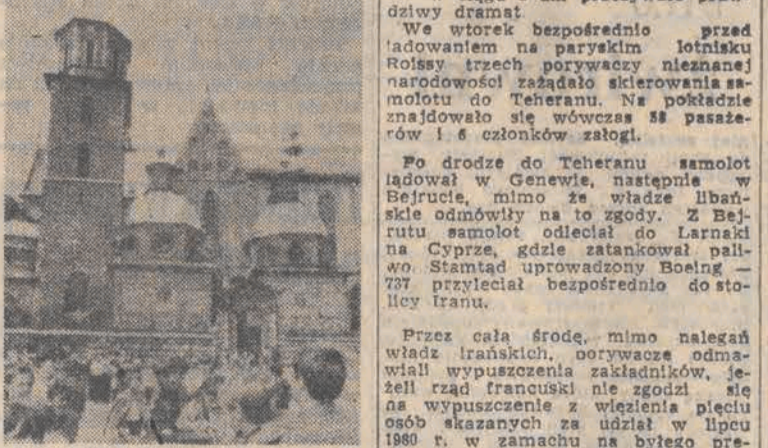 dziwy dramat
We wtorek bezpośrednio przed
lądowaniem na paryskim lotnisku
Roissy trzech porywaczy nieznanej
narodowości zażądało skierowania sa-
molotu do Teheranu. Na pokładzie
znajdowało się wówczas 58 pasaże-
rów i 6 członków załogi.
Po drodze do Teheranu samolot
lądował w Genewie, następnie w
Bejrucie, mimo że władze libań-
skie odmówiły na to zgody. Z Bej-
rutu samolot odleciał do Larnaki
na Cyprze, gdzie zatankował pali-
wo. Stamtąd uprowadzony Boeing —
737 przyleciał bezpośrednio do sto-
licy Iranu.
Przez całą środę, mimo nalegań
władz irańskich, porywacze odma-
wiali wypuszczenia zakładników, je-
żeli rząd francuski nie zgodzi się
na wypuszczenie z więzienia pięciu
osób skazanych za udział w lipcu
1980 r. w zamachu na byłego pre-